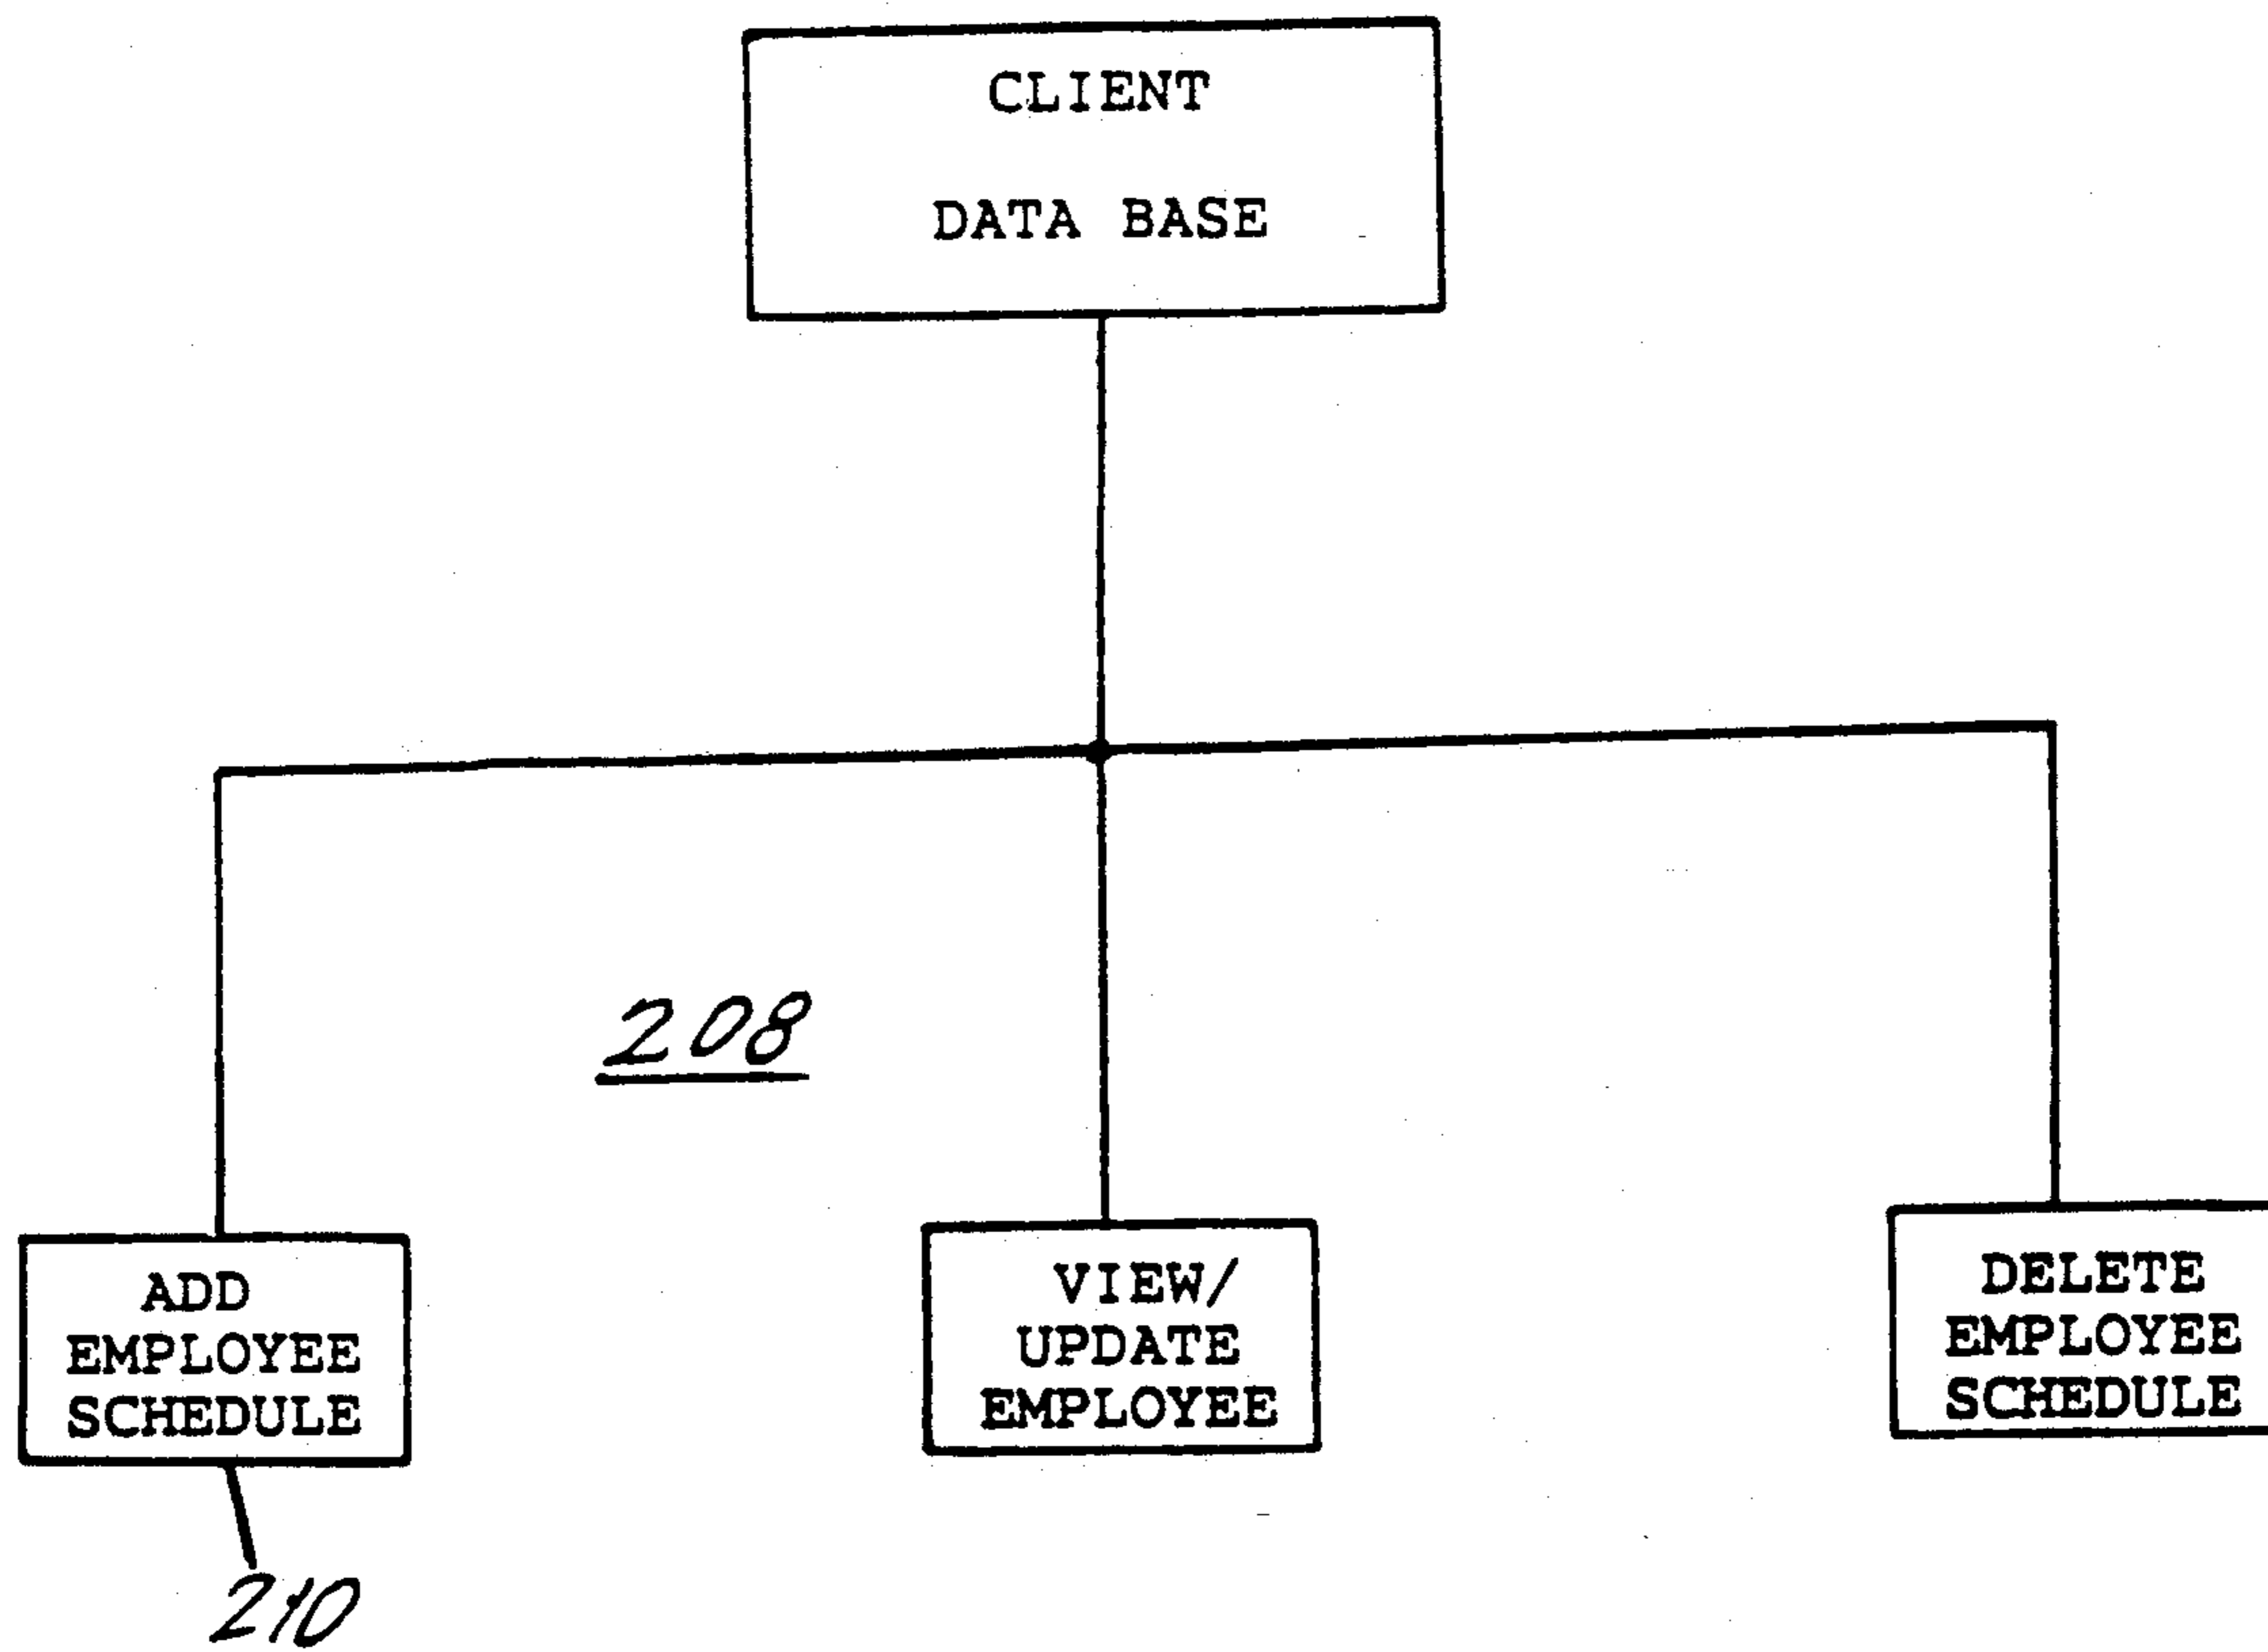 CLIENT
DATA BASE
208
ADD
EMPLOYEE
SCHEDULE
VIEW/
UPDATE
EMPLOYEE
DELETE
EMPLOYEE
SCHEDULE
210